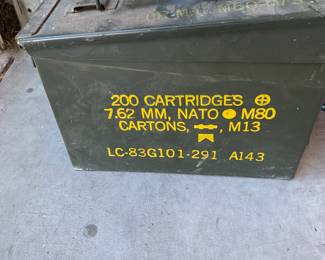 200 CARTRIDGES ⊕
7.62 MM, NATO ● M80
CARTONS, M13
LC-83G101-291 A143